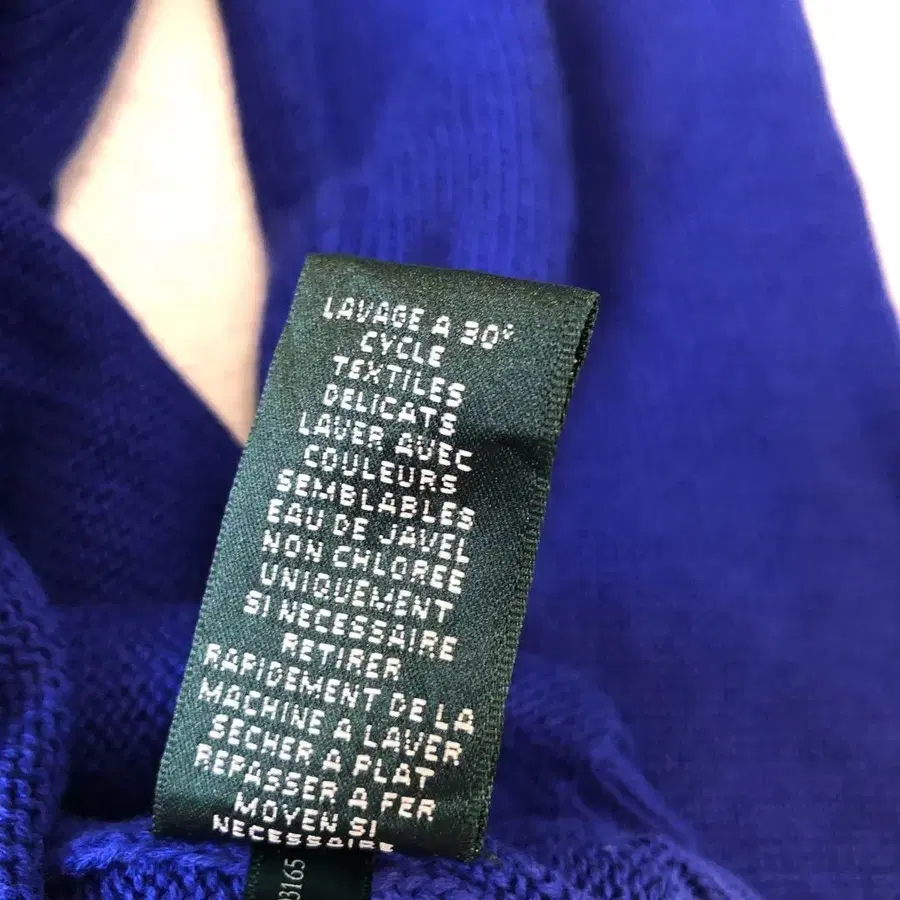 LAVAGE A 30°
CYCLE
TEXTILES
DELICATS
LAVER AVEC
COULEURS
SEMBLABLES
EAU DE JAVEL
NON CHLOREE
UNIQUEMENT
SI NECESSAIRE
RETIRER
RAPIDEMENT DE LA
MACHINE A LAVER
SECHER A PLAT
REPASSER A FER
MOYEN SI
NECESSAIRE